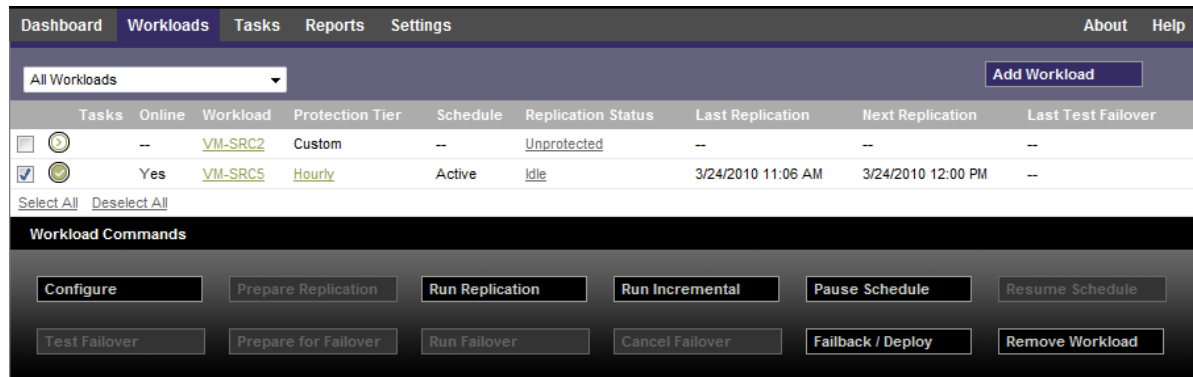 Dashboard Workloads Tasks Reports Settings About Help
All Workloads Add Workload
Tasks Online Workload Protection Tier Schedule Replication Status Last Replication Next Replication Last Test Failover
-- VM-SRC2 Custom -- Unprotected -- -- --
Yes VM-SRC5 Hourly Active Idle 3/24/2010 11:06 AM 3/24/2010 12:00 PM --
Select All Deselect All
Workload Commands
Configure Prepare Replication Run Replication Run Incremental Pause Schedule Resume Schedule
Test Failover Prepare for Failover Run Failover Cancel Failover Failback / Deploy Remove Workload